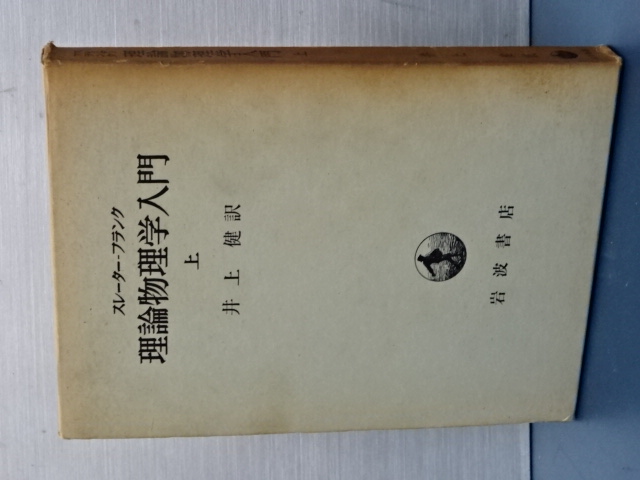 スレーター・フランク
理論物理学入門
上
井上 健 訳
岩波書店